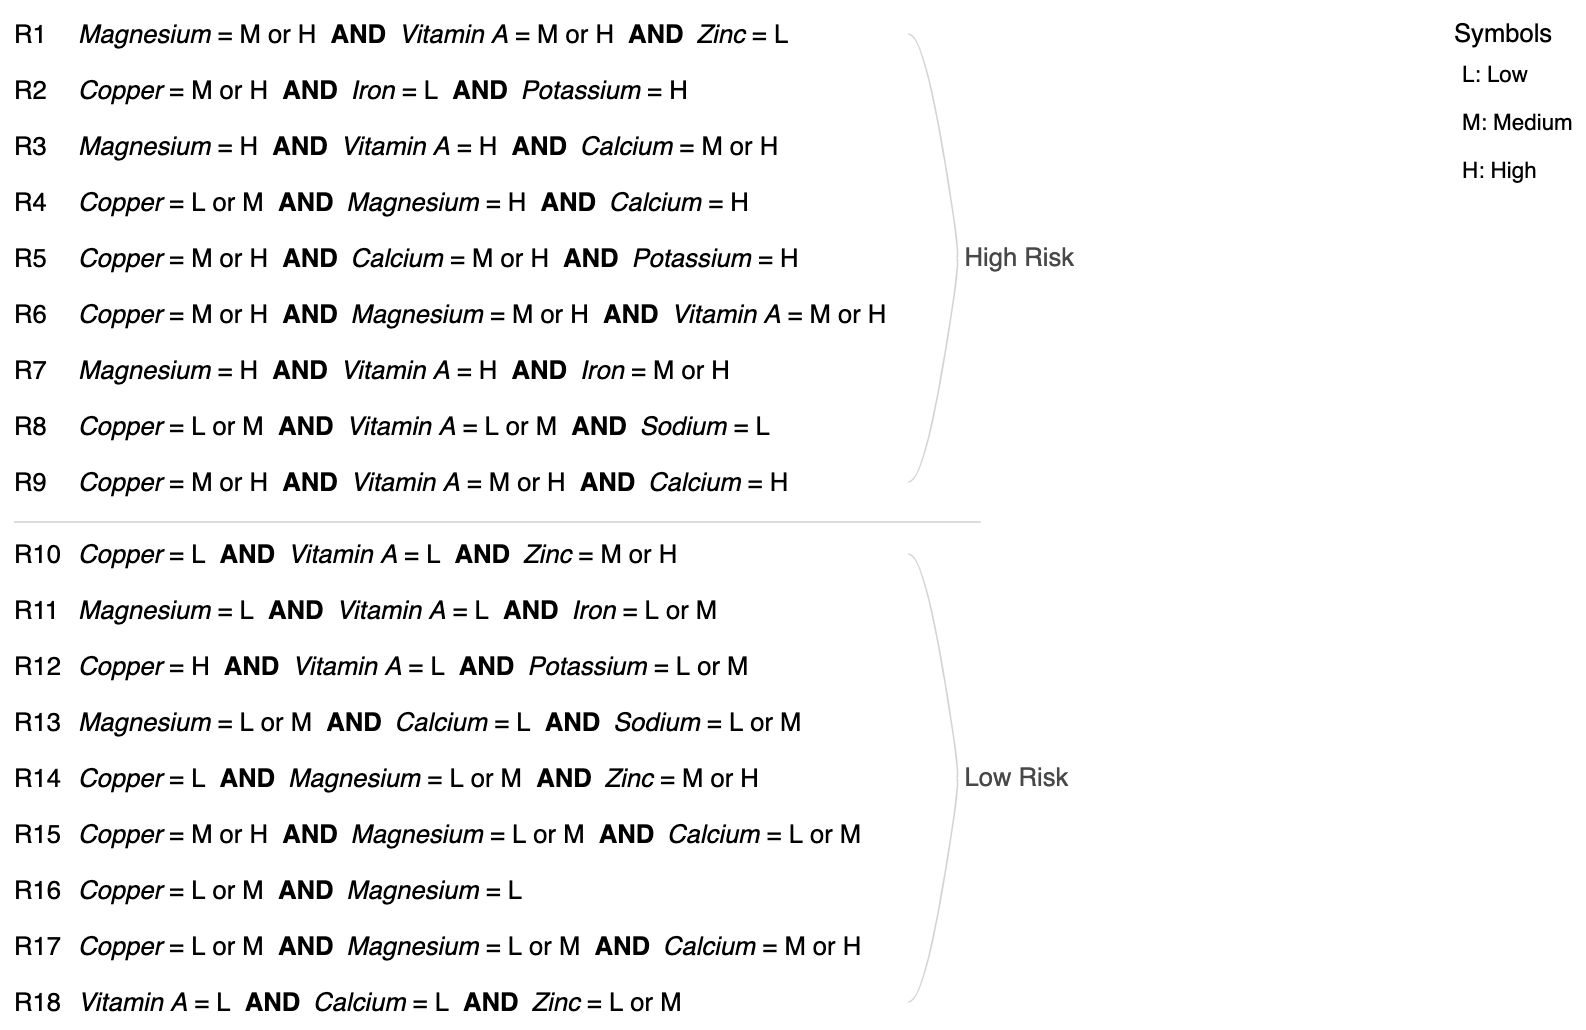 R1 Magnesium = M or H AND Vitamin A = M or H AND Zinc = L
R2 Copper = M or H AND Iron = L AND Potassium = H
R3 Magnesium = H AND Vitamin A = H AND Calcium = M or H
R4 Copper = L or M AND Magnesium = H AND Calcium = H
R5 Copper = M or H AND Calcium = M or H AND Potassium = H
R6 Copper = M or H AND Magnesium = M or H AND Vitamin A = M or H
R7 Magnesium = H AND Vitamin A = H AND Iron = M or H
R8 Copper = L or M AND Vitamin A = L or M AND Sodium = L
R9 Copper = M or H AND Vitamin A = M or H AND Calcium = H
High Risk
R10 Copper = L AND Vitamin A = L AND Zinc = M or H
R11 Magnesium = L AND Vitamin A = L AND Iron = L or M
R12 Copper = H AND Vitamin A = L AND Potassium = L or M
R13 Magnesium = L or M AND Calcium = L AND Sodium = L or M
R14 Copper = L AND Magnesium = L or M AND Zinc = M or H
R15 Copper = M or H AND Magnesium = L or M AND Calcium = L or M
R16 Copper = L or M AND Magnesium = L
R17 Copper = L or M AND Magnesium = L or M AND Calcium = M or H
R18 Vitamin A = L AND Calcium = L AND Zinc = L or M
Low Risk
Symbols
L: Low
M: Medium
H: High